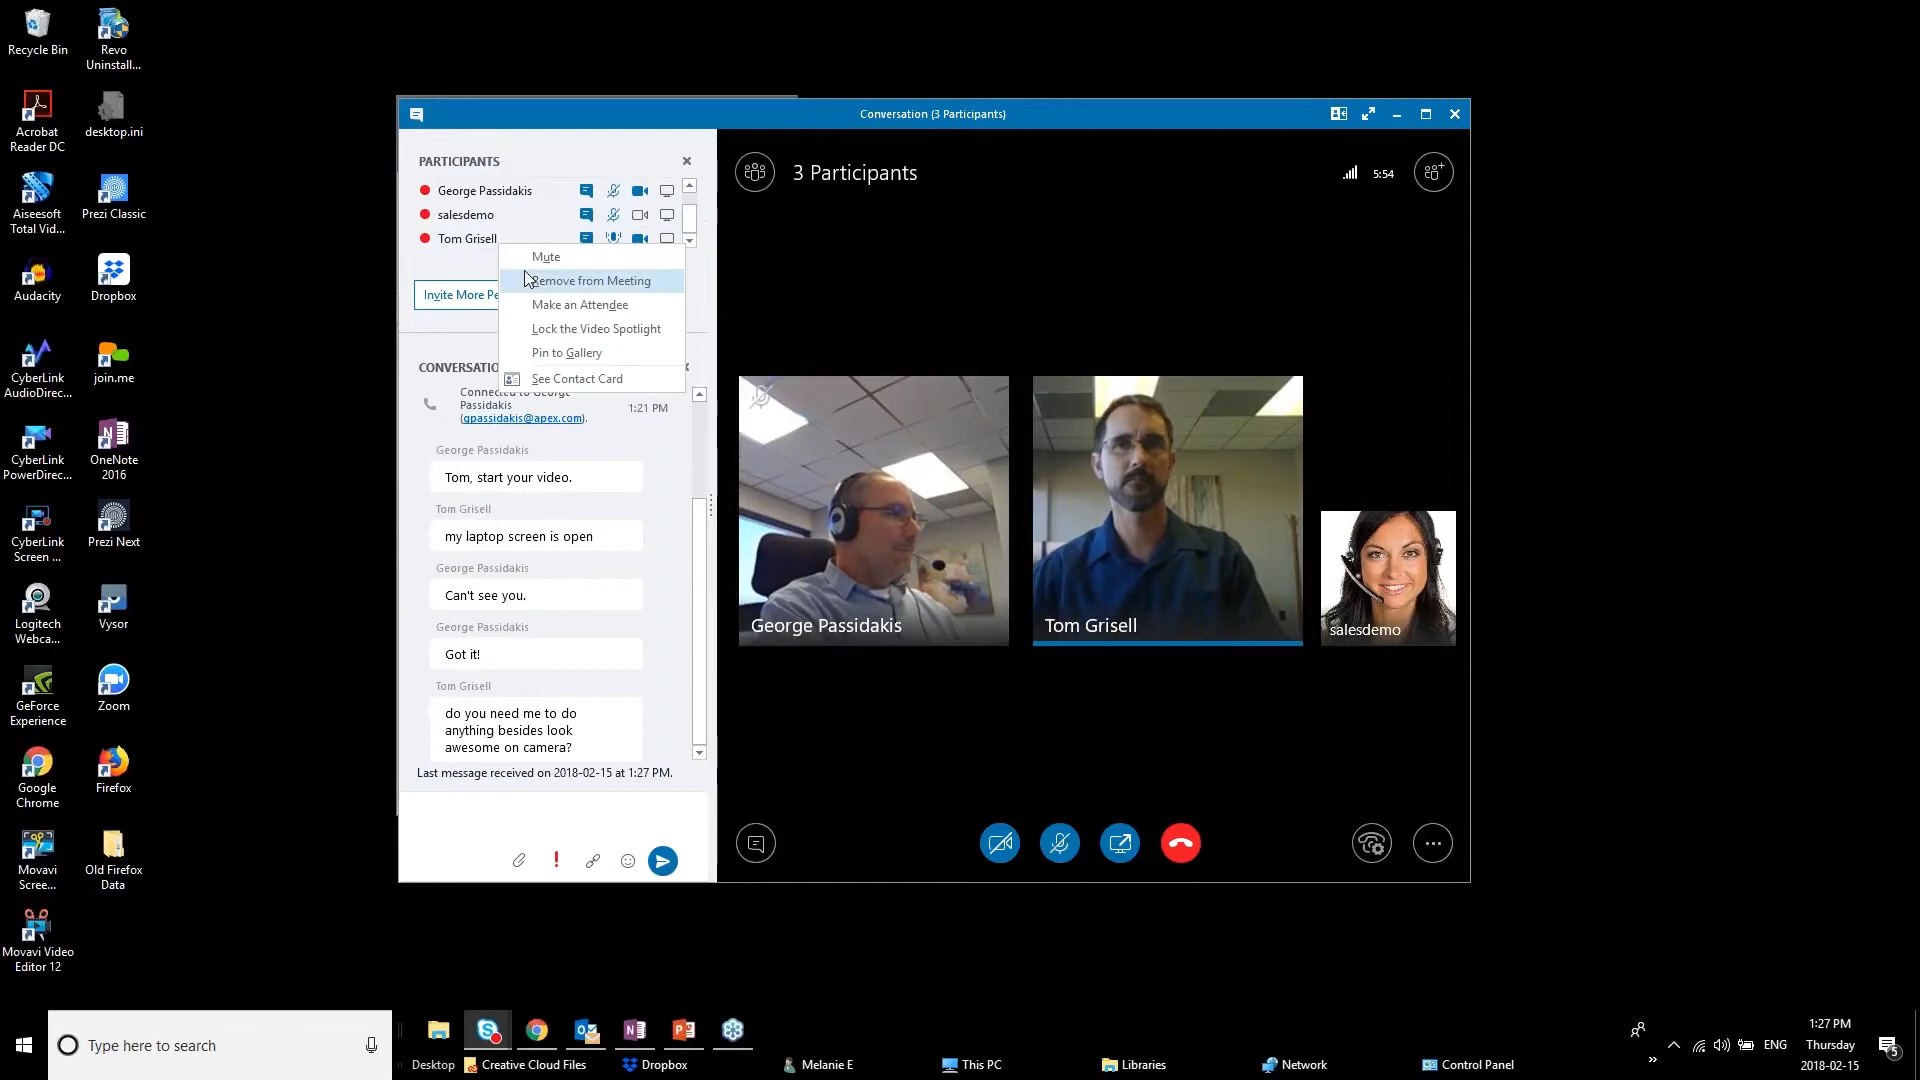 Recycle Bin
Revo
Uninstall...
Acrobat
Reader DC
desktop.ini
Aiseesoft
Total Vid...
Prezi Classic
Audacity
Dropbox
CyberLink
AudioDirec...
join.me
CyberLink
PowerDirec...
OneNote
2016
CyberLink
Screen ...
Prezi Next
Logitech
Webca...
Vysor
GeForce
Experience
Zoom
Google
Chrome
Firefox
Movavi
Scree...
Old Firefox
Data
Movavi Video
Editor 12
Conversation (3 Participants)
PARTICIPANTS
George Passidakis
salesdemo
Tom Grisell
Invite More Pe
Mute
Remove from Meeting
Make an Attendee
Lock the Video Spotlight
Pin to Gallery
See Contact Card
CONVERSATIO
Connected to George
Passidakis
(gpassidakis@apex.com).
1:21 PM
George Passidakis
Tom, start your video.
Tom Grisell
my laptop screen is open
George Passidakis
Can't see you.
George Passidakis
Got it!
Tom Grisell
do you need me to do
anything besides look
awesome on camera?
Last message received on 2018-02-15 at 1:27 PM.
3 Participants
5:54
George Passidakis
Tom Grisell
salesdemo
Type here to search
Desktop
Creative Cloud Files
Dropbox
Melanie E
This PC
Libraries
Network
Control Panel
ENG
1:27 PM
Thursday
2018-02-15
5